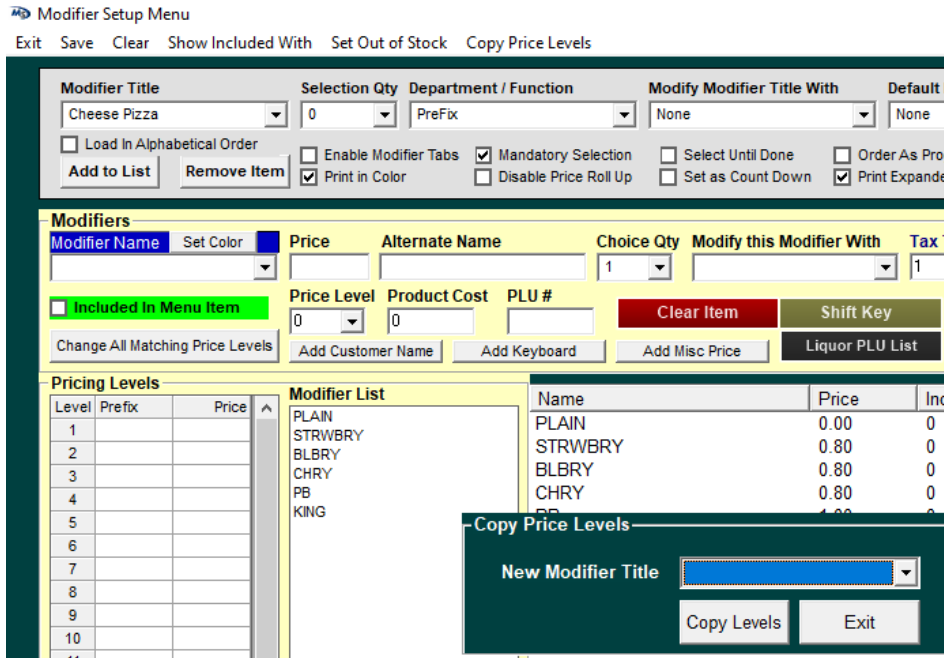 Modifier Setup Menu
Exit Save Clear Show Included With Set Out of Stock Copy Price Levels
Modifier Title Selection Qty Department / Function Modify Modifier Title With Default
Cheese Pizza 0 PreFix None None
Load In Alphabetical Order
Enable Modifier Tabs Mandatory Selection Select Until Done Order As Pro
Add to List Remove Item Print in Color Disable Price Roll Up Set as Count Down Print Expande
Modifiers
Modifier Name Set Color Price Alternate Name Choice Qty Modify this Modifier With Tax
1 1
Included In Menu Item Price Level Product Cost PLU #
0 0 Clear Item Shift Key
Change All Matching Price Levels Add Customer Name Add Keyboard Add Misc Price Liquor PLU List
Pricing Levels
Level Prefix Price Modifier List Name Price Inc
1 PLAIN PLAIN 0.00 0
2 STRWBRY STRWBRY 0.80 0
3 BLBRY BLBRY 0.80 0
4 CHRY CHRY 0.80 0
5 PB
6 KING
7
8
9
10
Copy Price Levels
New Modifier Title
Copy Levels Exit